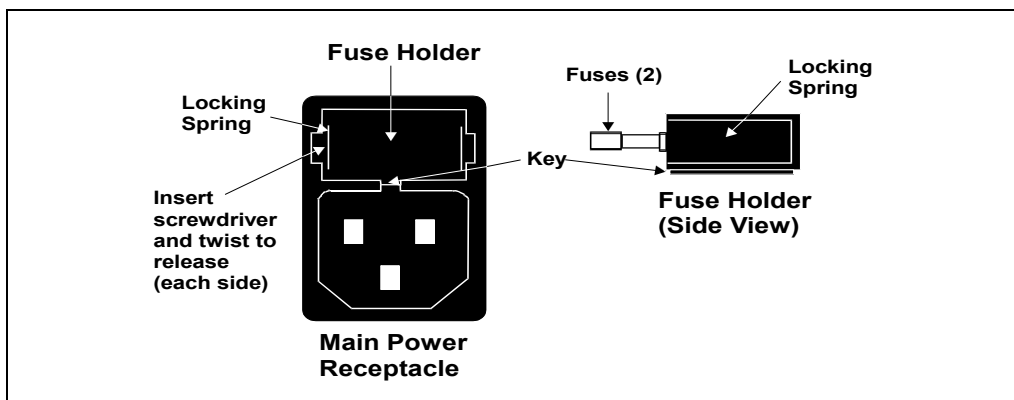 Fuse Holder
Locking
Spring
Insert
screwdriver
and twist to
release
(each side)
Key
Main Power
Receptacle
Fuses (2)
Locking
Spring
Fuse Holder
(Side View)